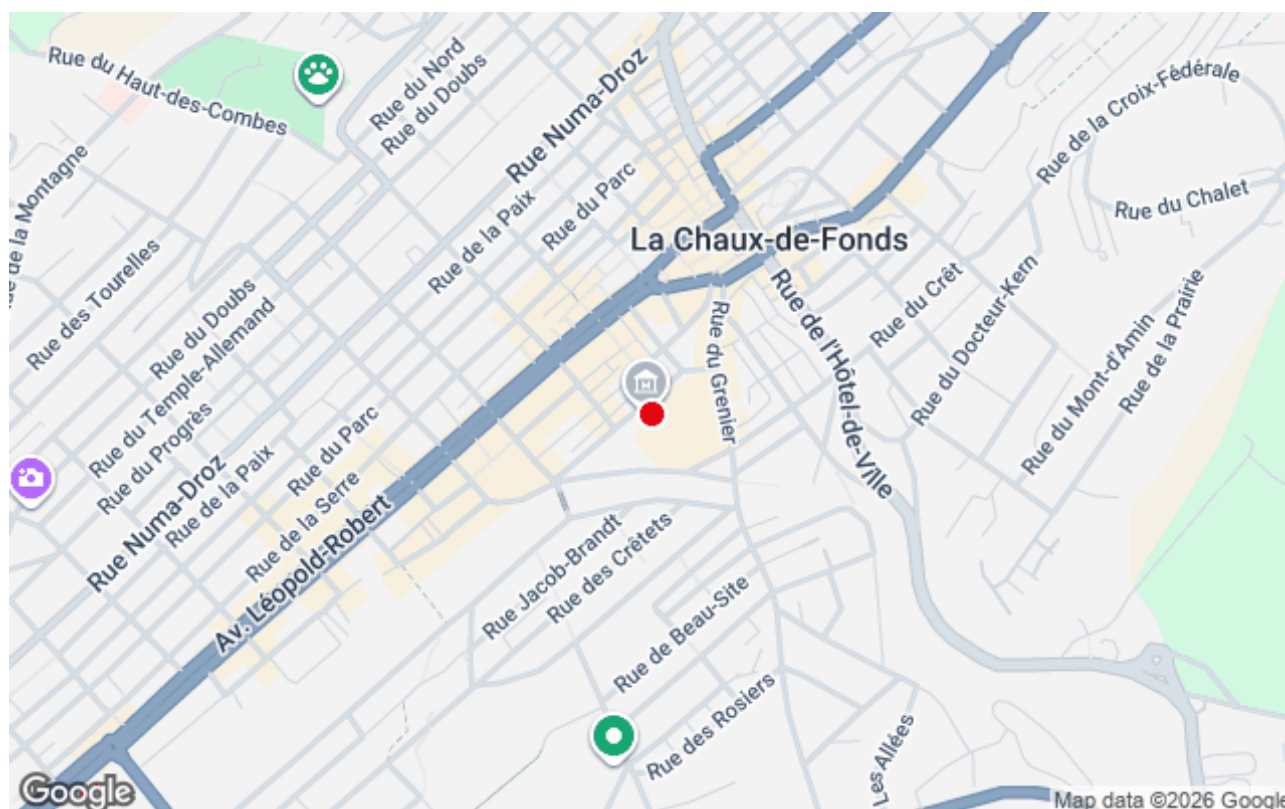 Rue du Haut-des-Combes
Rue du Nord
Rue du Doubs
Rue Numa-Droz
Rue de la Croix-Fédérale
Rue du Chalet
Rue de la Montagne
Rue de la Paix
Rue du Parc
La Chaux-de-Fonds
Rue des Tourelles
Rue du Doubs
Rue du Temple-Allemand
Rue du Progrès
Rue Numa-Droz
Rue de la Paix
Rue du Parc
Rue de la Serre
Av. Léopold-Robert
Rue du Grenier
Rue de l'Hôtel-de-Ville
Rue du Crêt
Rue du Docteur-Kern
Rue du Mont-d'Amin
Rue de la Prairie
Rue Jacob-Brandt
Rue des Crêtets
Rue de Beau-Site
Rue des Rosiers
Les Allées
Google
Map data ©2026 Google